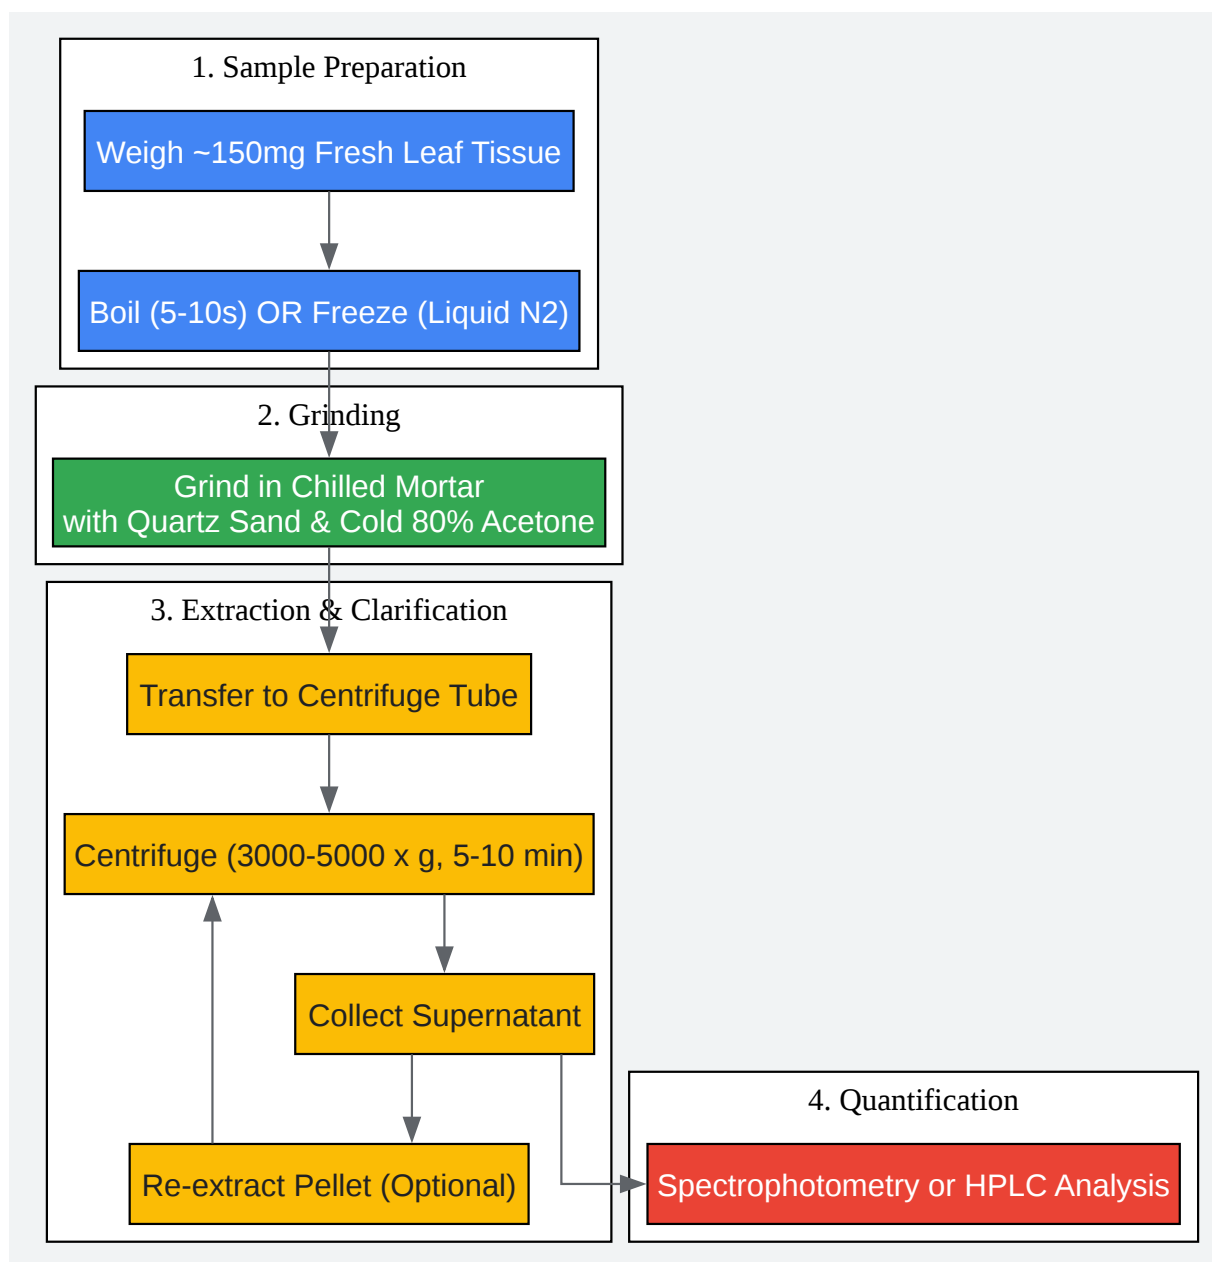 1. Sample Preparation
Weigh ~150mg Fresh Leaf Tissue
Boil (5-10s) OR Freeze (Liquid N2)
2. Grinding
Grind in Chilled Mortar
with Quartz Sand & Cold 80% Acetone
3. Extraction & Clarification
Transfer to Centrifuge Tube
Centrifuge (3000-5000 x g, 5-10 min)
Collect Supernatant
Re-extract Pellet (Optional)
4. Quantification
Spectrophotometry or HPLC Analysis